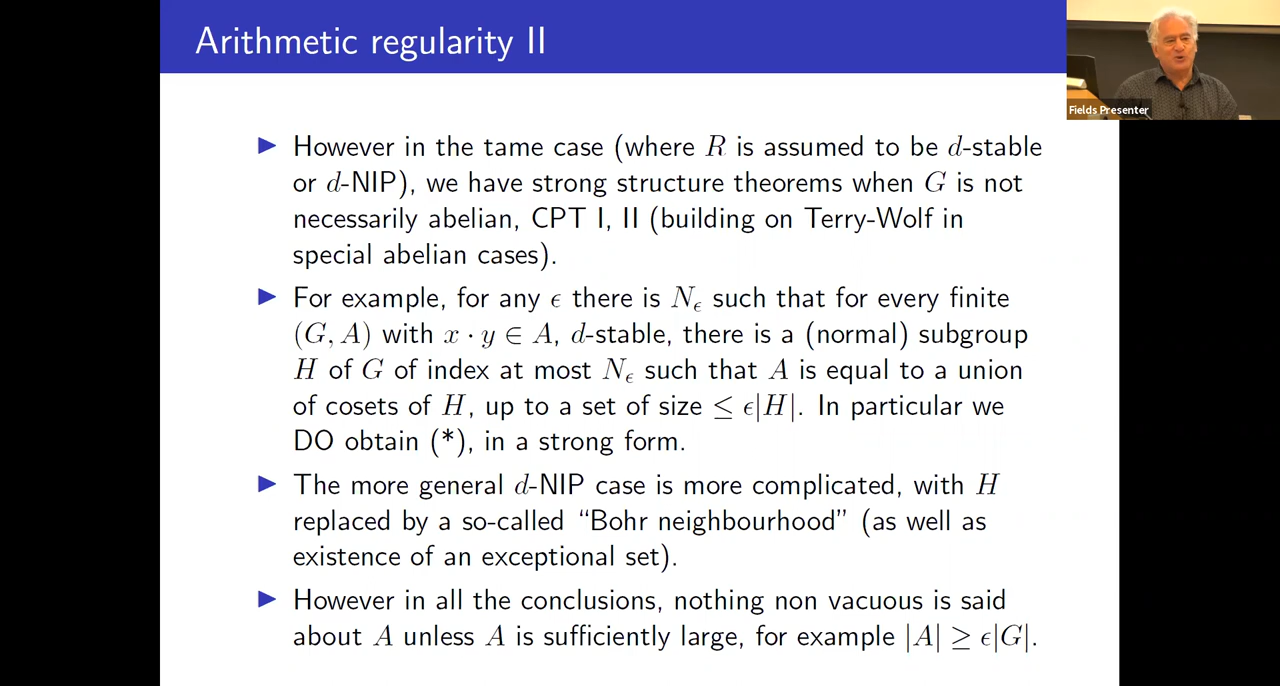 Arithmetic regularity II
Fields Presenter
▶ However in the tame case (where R is assumed to be d-stable
or d-NIP), we have strong structure theorems when G is not
necessarily abelian, CPT I, II (building on Terry-Wolf in
special abelian cases).
▶ For example, for any ϵ there is N_ϵ such that for every finite
(G, A) with x · y ∈ A, d-stable, there is a (normal) subgroup
H of G of index at most N_ϵ such that A is equal to a union
of cosets of H, up to a set of size ≤ ϵ|H|. In particular we
DO obtain (*), in a strong form.
▶ The more general d-NIP case is more complicated, with H
replaced by a so-called “Bohr neighbourhood” (as well as
existence of an exceptional set).
▶ However in all the conclusions, nothing non vacuous is said
about A unless A is sufficiently large, for example |A| ≥ ϵ|G|.